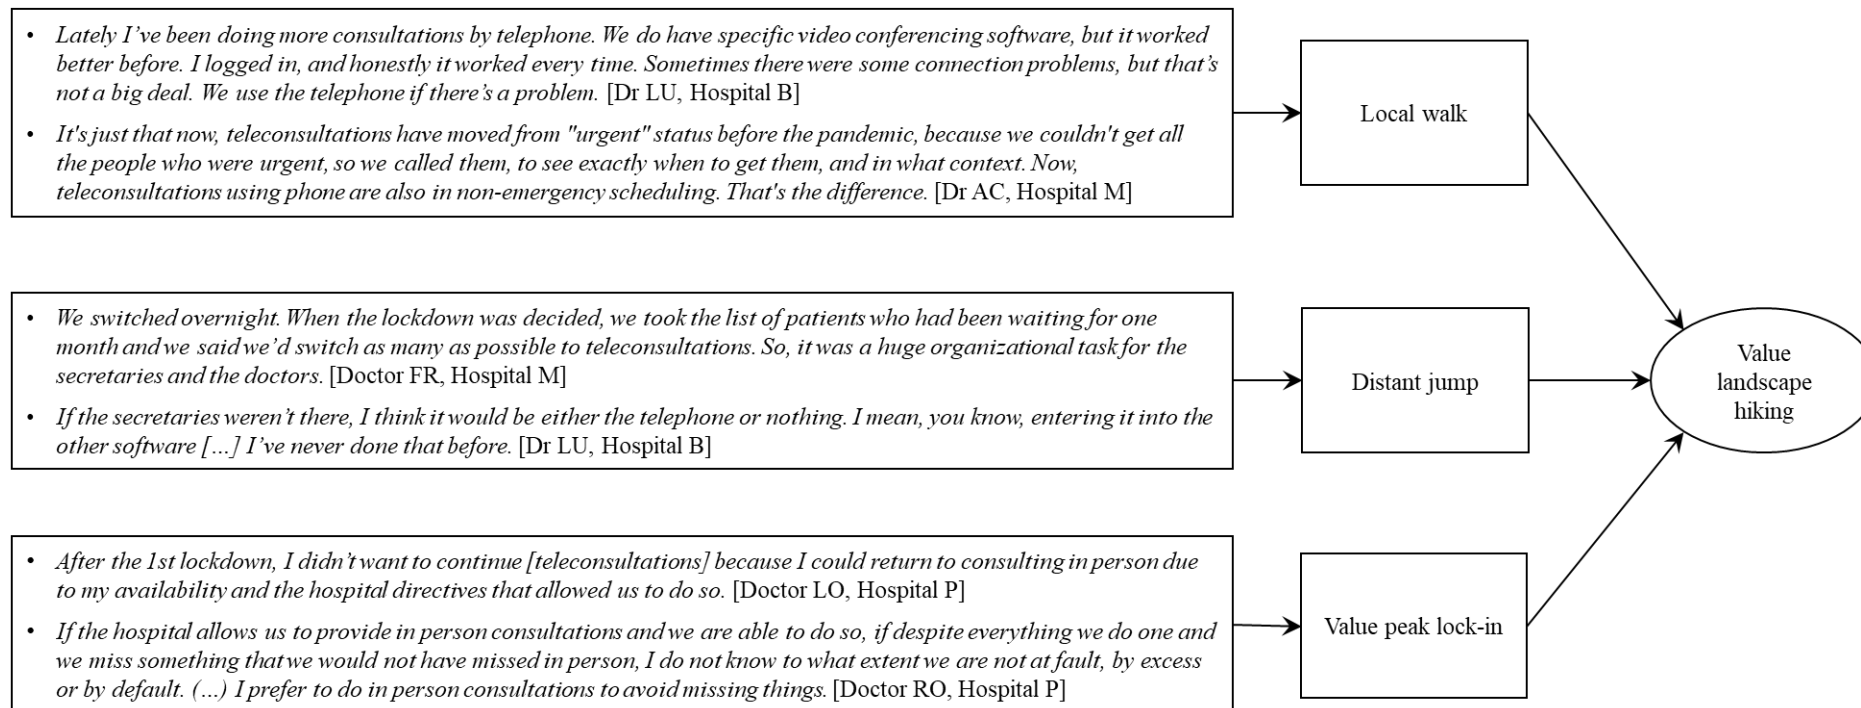 • Lately I've been doing more consultations by telephone. We do have specific video conferencing software, but it worked
better before. I logged in, and honestly it worked every time. Sometimes there were some connection problems, but that's
not a big deal. We use the telephone if there's a problem. [Dr LU, Hospital B]
• It's just that now, teleconsultations have moved from "urgent" status before the pandemic, because we couldn't get all
the people who were urgent, so we called them, to see exactly when to get them, and in what context. Now,
teleconsultations using phone are also in non-emergency scheduling. That's the difference. [Dr AC, Hospital M]
Local walk
• We switched overnight. When the lockdown was decided, we took the list of patients who had been waiting for one
month and we said we'd switch as many as possible to teleconsultations. So, it was a huge organizational task for the
secretaries and the doctors. [Doctor FR, Hospital M]
• If the secretaries weren't there, I think it would be either the telephone or nothing. I mean, you know, entering it into the
other software [...] I've never done that before. [Dr LU, Hospital B]
Distant jump
• After the 1st lockdown, I didn't want to continue [teleconsultations] because I could return to consulting in person due
to my availability and the hospital directives that allowed us to do so. [Doctor LO, Hospital P]
• If the hospital allows us to provide in person consultations and we are able to do so, if despite everything we do one and
we miss something that we would not have missed in person, I do not know to what extent we are not at fault, by excess
or by default. (...) I prefer to do in person consultations to avoid missing things. [Doctor RO, Hospital P]
Value peak lock-in
Value
landscape
hiking